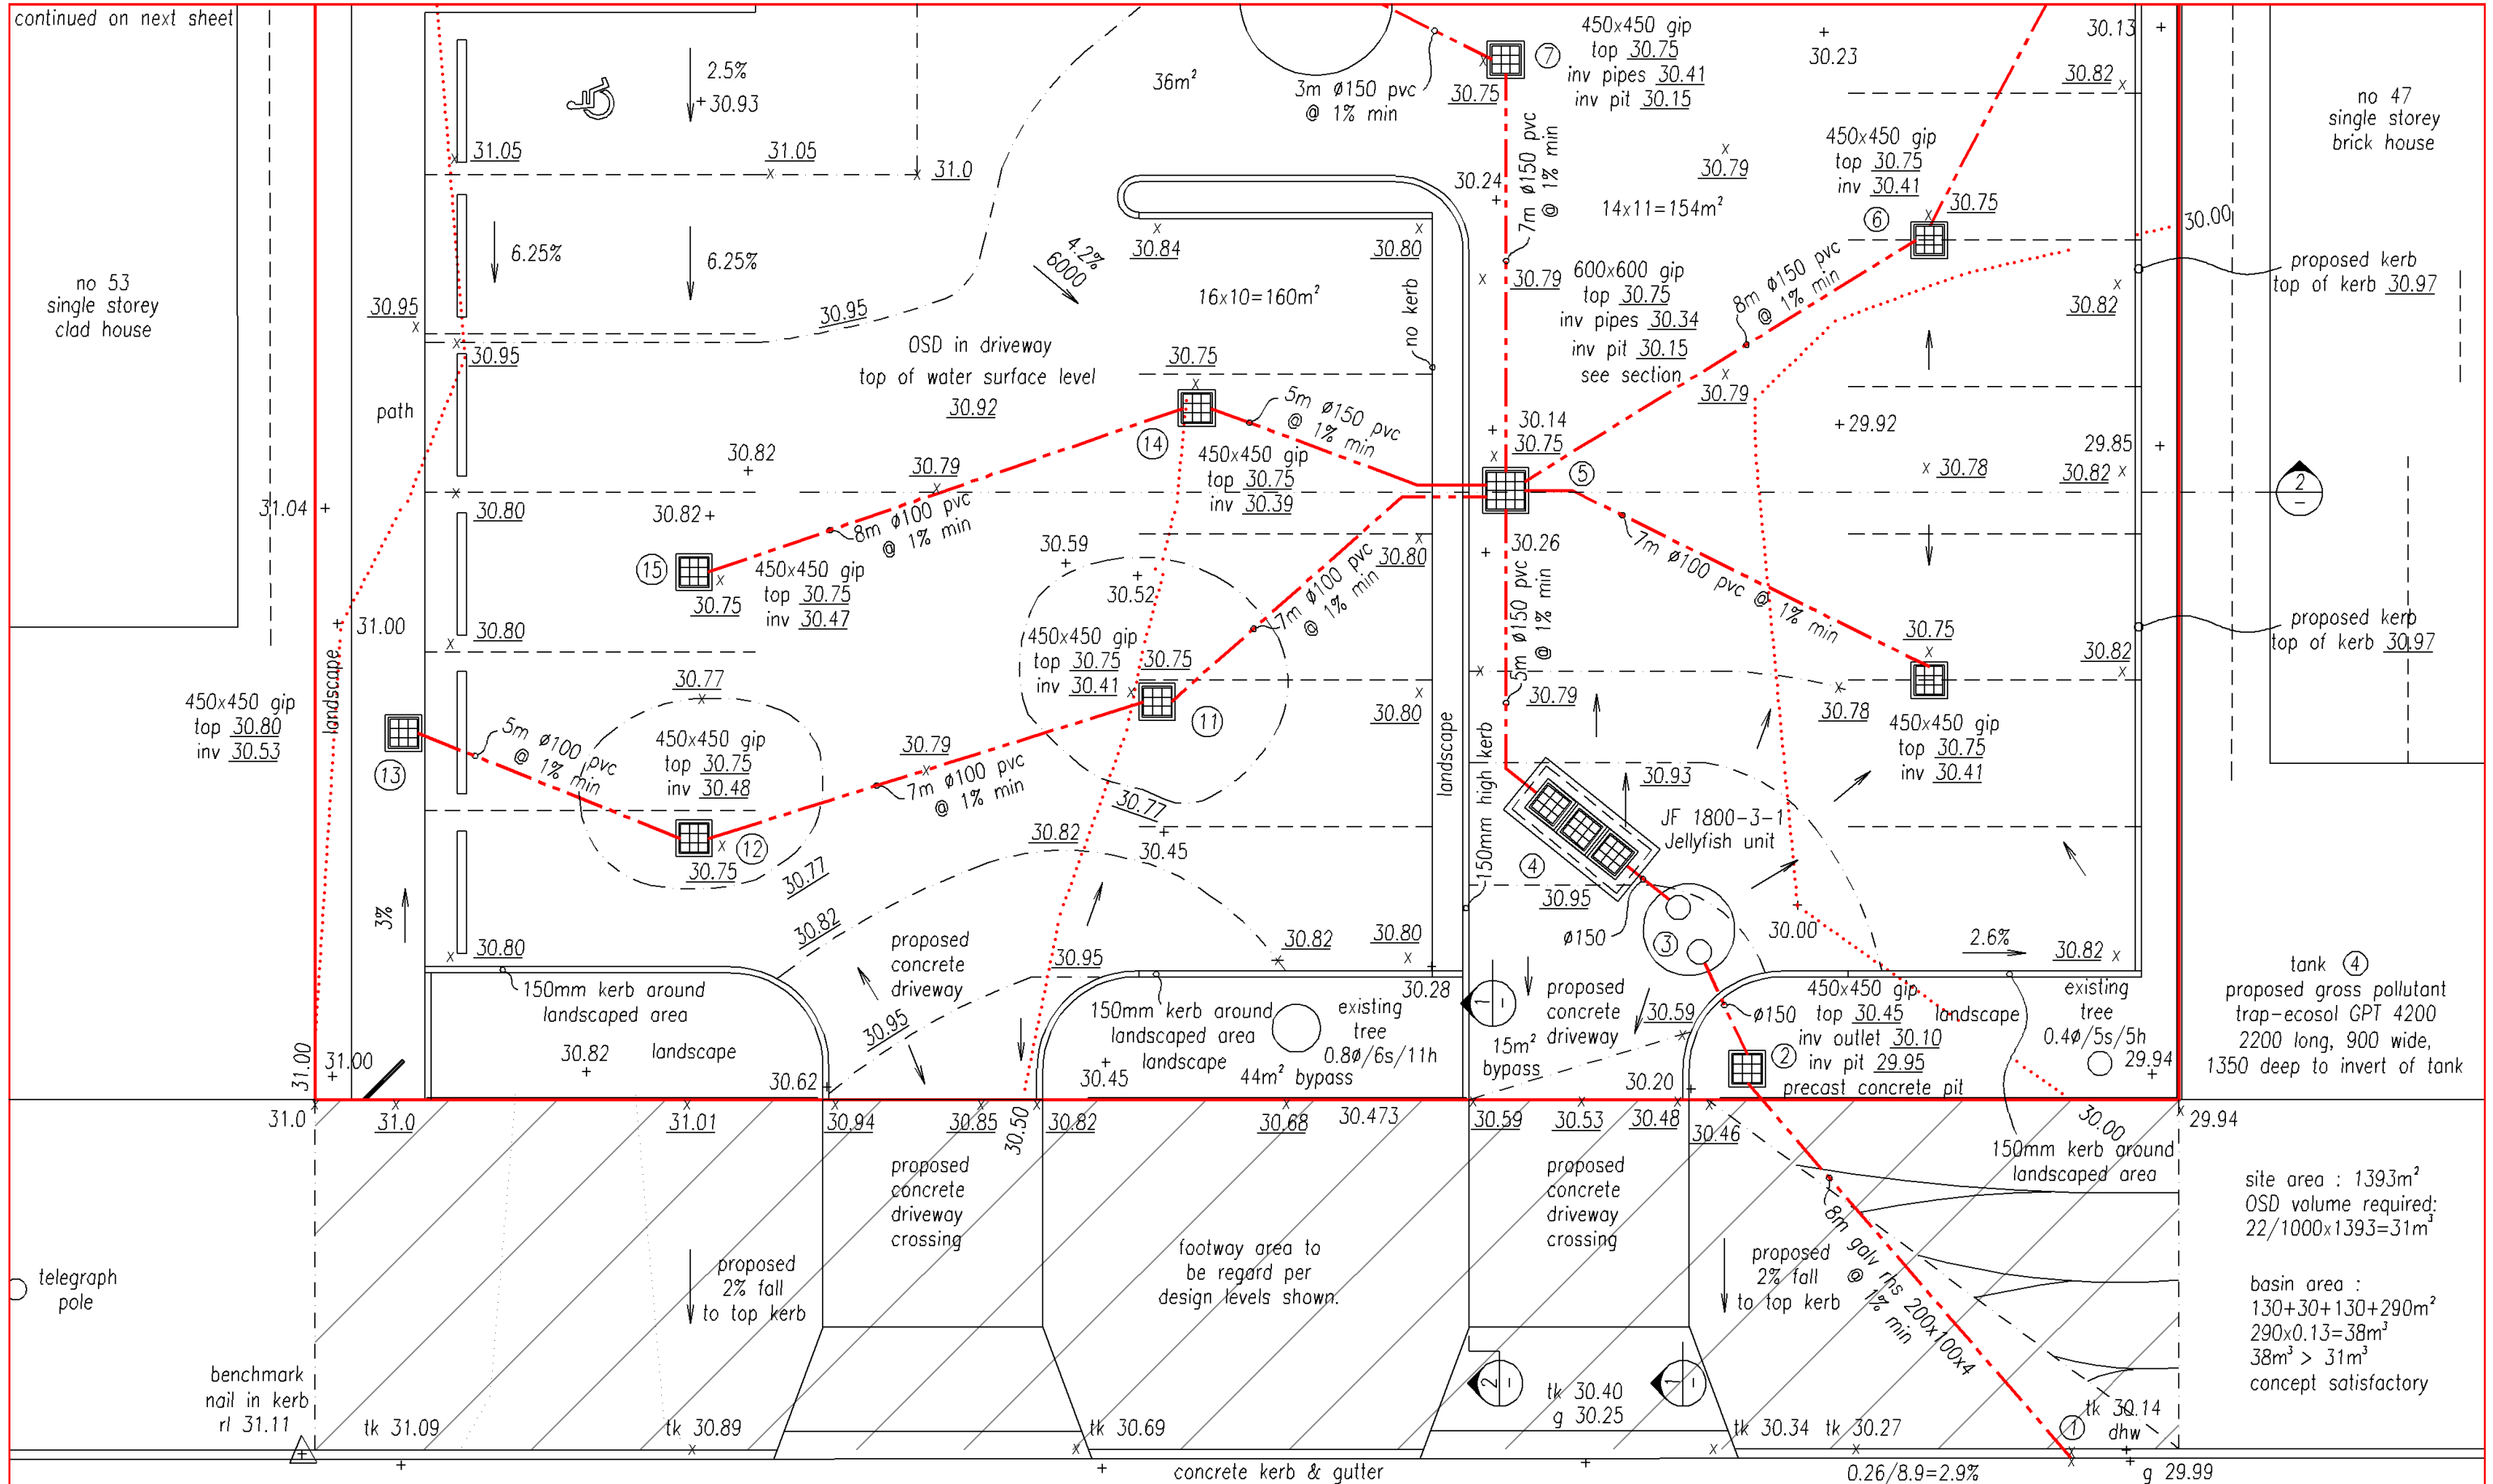 continued on next sheet
2.5%
+ 30.93
36m²
3m ø150 pvc
@ 1% min
30.75
7
450x450 gip
top 30.75
inv pipes 30.41
inv pit 30.15
30.23
30.13
30.82
no 47
single storey
brick house
31.05
31.05
31.0
30.24
7m ø150 pvc
@ 1% min
30.79
14x11=154m²
450x450 gip
top 30.75
inv 30.41
6
30.75
30.00
6.25%
6.25%
4.2%
6000
30.84
30.80
no 53
single storey
clad house
30.95
30.95
30.95
16x10=160m²
no kerb
30.79
600x600 gip
top 30.75
inv pipes 30.34
inv pit 30.15
see section
8m ø150 pvc
@ 1% min
30.79
30.82
proposed kerb
top of kerb 30.97
OSD in driveway
top of water surface level
30.92
30.75
path
5m ø150 pvc
@ 1% min
14
450x450 gip
top 30.75
inv 30.39
30.14
30.75
5
+29.92
29.85
30.82
30.78
2
–
30.82
30.79
31.04
30.80
30.82+
8m ø100 pvc
@ 1% min
15
30.75
450x450 gip
top 30.75
inv 30.47
30.59
30.52
30.80
30.26
7m ø100 pvc
@ 1% min
5m ø150 pvc
@ 1% min
7m ø100 pvc @ 1% min
31.00
30.80
30.77
450x450 gip
top 30.75
inv 30.41
30.75
11
30.80
30.79
30.75
30.78
30.82
proposed kerb
top of kerb 30.97
450x450 gip
top 30.80
inv 30.53
landscape
13
5m ø100 pvc
@ 1% min
450x450 gip
top 30.75
inv 30.48
30.79
7m ø100 pvc
@ 1% min
landscape
150mm high kerb
30.93
450x450 gip
top 30.75
inv 30.41
30.77
JF 1800-3-1
Jellyfish unit
12
30.75
30.77
30.82
30.45
4
30.95
3%
30.82
30.80
proposed
concrete
driveway
30.95
30.82
30.80
ø150
3
30.00
2.6%
30.82
tank 4
proposed gross pollutant
trap-ecosol GPT 4200
2200 long, 900 wide,
1350 deep to invert of tank
150mm kerb around
landscaped area
30.95
150mm kerb around
landscaped area
landscape
existing
tree
0.8ø/6s/11h
30.28
1
–
proposed
concrete
driveway
30.59
ø150
450x450 gip
top 30.45
inv outlet 30.10
inv pit 29.95
precast concrete pit
landscape
existing
tree
0.4ø/5s/5h
29.94
31.00
31.00
30.82
landscape
30.62
30.45
44m² bypass
15m²
bypass
30.20
2
31.0
31.0
31.01
30.94
30.85
30.50
30.82
30.68
30.473
30.59
30.53
30.48
30.46
30.00
29.94
150mm kerb around
landscaped area
proposed
concrete
driveway
crossing
proposed
concrete
driveway
crossing
site area : 1393m²
OSD volume required:
22/1000x1393=31m³
telegraph
pole
proposed
2% fall
to top kerb
footway area to
be regard per
design levels shown.
proposed
2% fall
to top kerb
8m galv rhs 200x100x4
@ 1% min
basin area :
130+30+130+290m²
290x0.13=38m³
38m³ > 31m³
concept satisfactory
benchmark
nail in kerb
rl 31.11
tk 31.09
tk 30.89
tk 30.69
2
–
tk 30.40
g 30.25
1
–
tk 30.34
tk 30.27
1
tk 30.14
dhw
concrete kerb & gutter
0.26/8.9=2.9%
g 29.99